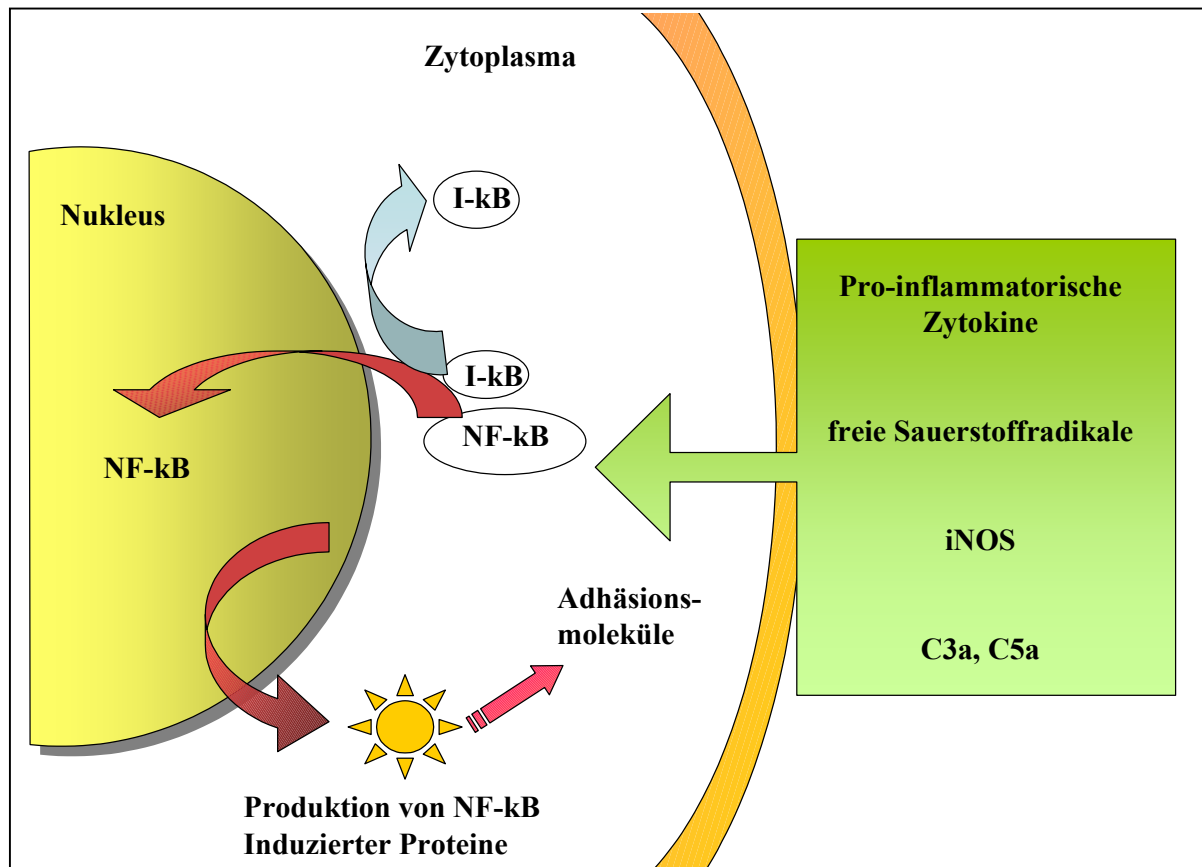 Zytoplasma
Nukleus
I-kB
I-kB
NF-kB
NF-kB
Pro-inflammatorische
Zytokine
freie Sauerstoffradikale
iNOS
C3a, C5a
Adhäsions-
moleküle
Produktion von NF-kB
Induzierter Proteine